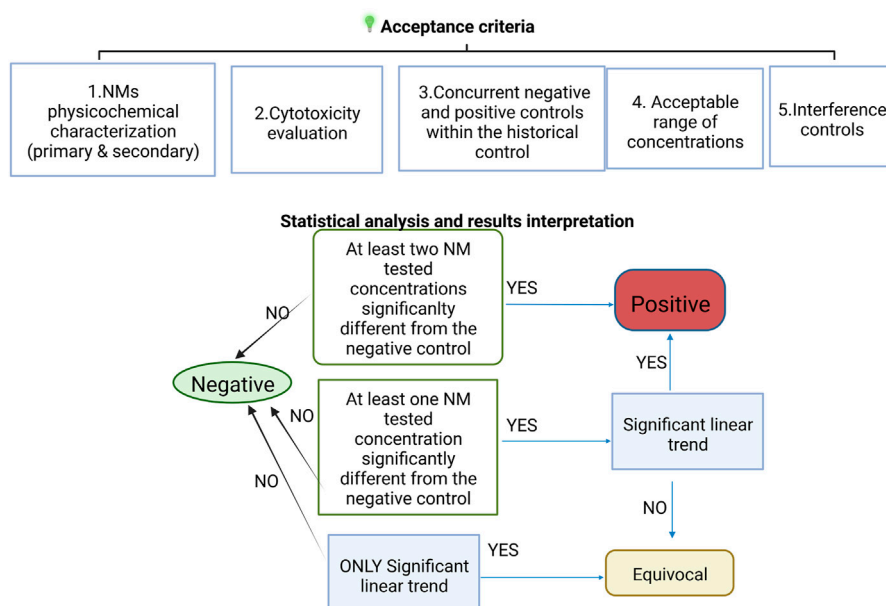 Acceptance criteria
1.NMs
physicochemical
characterization
(primary & secondary)
2.Cytotoxicity
evaluation
3.Concurrent negative
and positive controls
within the historical
control
4. Acceptable
range of
concentrations
5.Interference
controls
Statistical analysis and results interpretation
At least two NM
tested
concentrations
significanlty
different from the
negative control
YES
Positive
NO
Negative
YES
At least one NM
tested
concentration
significantly
different from the
negative control
NO
YES
Significant linear
trend
NO
NO
ONLY Significant
linear trend
YES
Equivocal